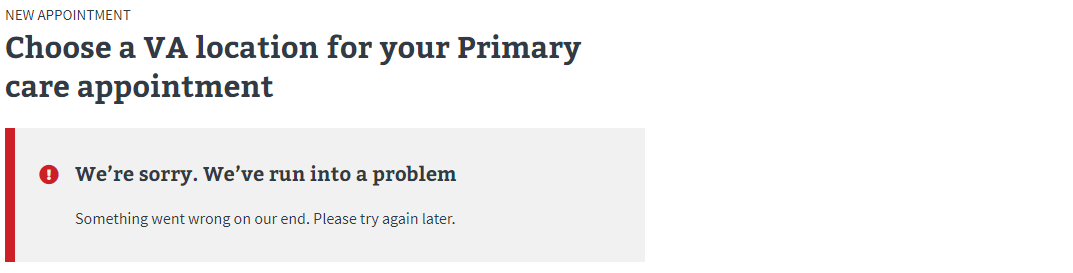 NEW APPOINTMENT
Choose a VA location for your Primary
care appointment
We’re sorry. We’ve run into a problem
Something went wrong on our end. Please try again later.